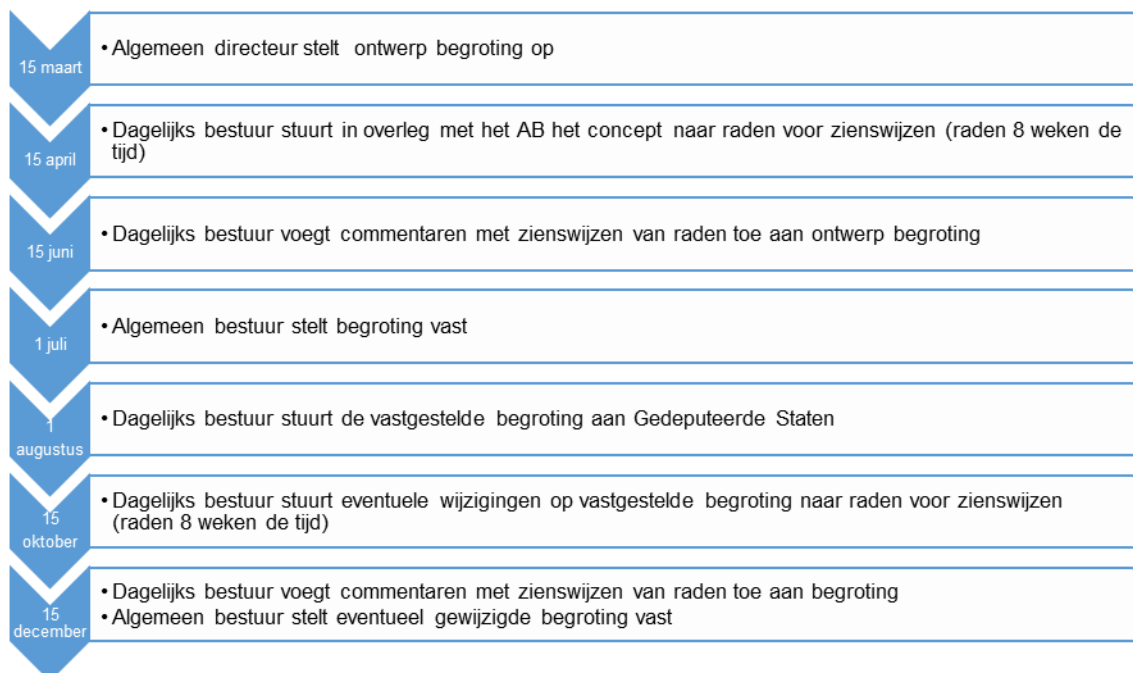 15 maart
• Algemeen directeur stelt ontwerp begroting op
15 april
• Dagelijks bestuur stuurt in overleg met het AB het concept naar raden voor zienswijzen (raden 8 weken de
tijd)
15 juni
• Dagelijks bestuur voegt commentaren met zienswijzen van raden toe aan ontwerp begroting
1 juli
• Algemeen bestuur stelt begroting vast
1
augustus
• Dagelijks bestuur stuurt de vastgestelde begroting aan Gedeputeerde Staten
15
oktober
• Dagelijks bestuur stuurt eventuele wijzigingen op vastgestelde begroting naar raden voor zienswijzen
(raden 8 weken de tijd)
15
december
• Dagelijks bestuur voegt commentaren met zienswijzen van raden toe aan begroting
• Algemeen bestuur stelt eventueel gewijzigde begroting vast